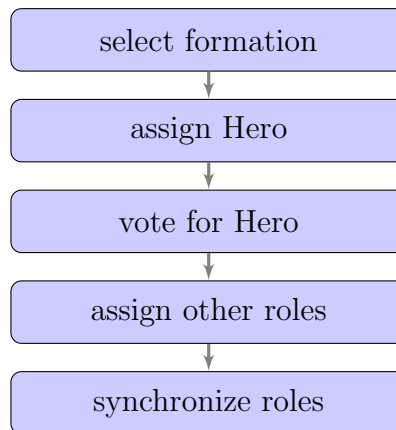 select formation
assign Hero
vote for Hero
assign other roles
synchronize roles